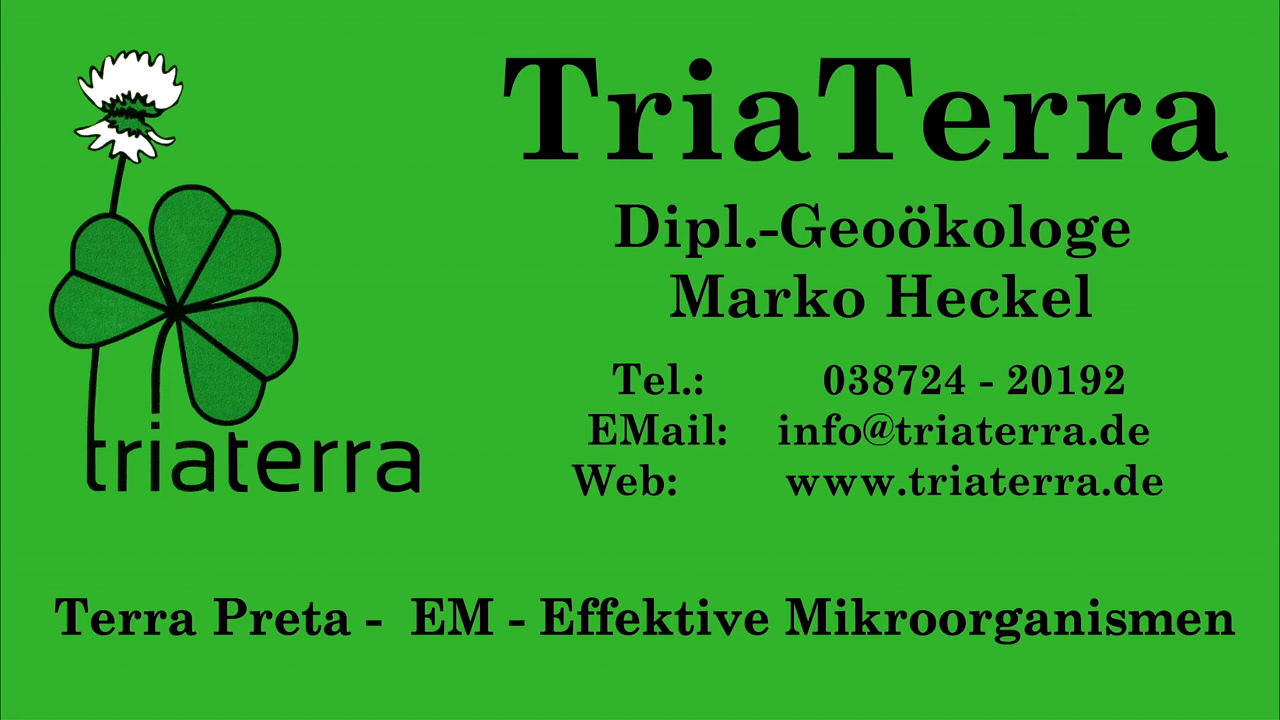 TriaTerra
Dipl.-Geoökologe
Marko Heckel
Tel.: 038724 - 20192
EMail: info@triaterra.de
Web: www.triaterra.de
triaterra
Terra Preta - EM - Effektive Mikroorganismen